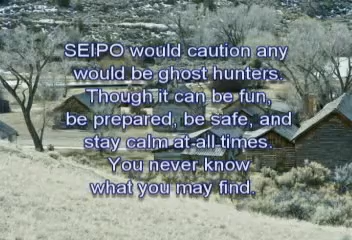 SEIPO would caution any
would be ghost hunters.
Though it can be fun,
be prepared, be safe, and
stay calm at all times.
You never know
what you may find.